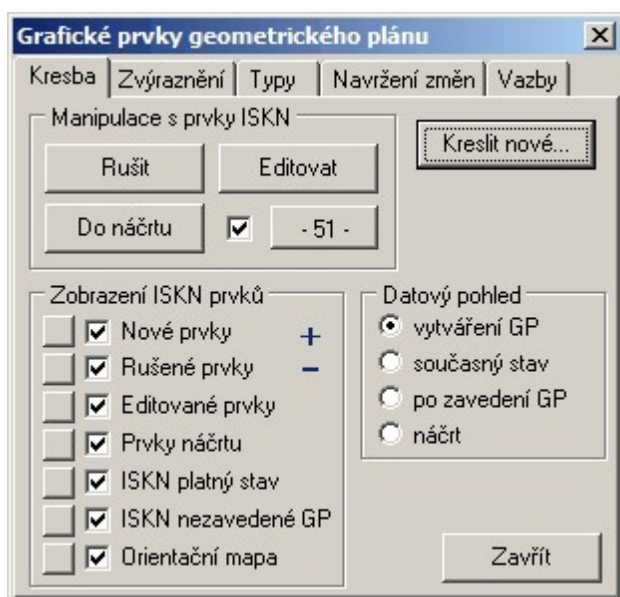 Grafické prvky geometrického plánu
Kresba Zvýraznění Typy Navržení změn Vazby
Manipulace s prvky ISKN
Rušit Editovat
Kreslit nové...
Do náčrtu - 51 -
Zobrazení ISKN prvků
Nové prvky +
Rušené prvky −
Editované prvky
Prvky náčrtu
ISKN platný stav
ISKN nezavedené GP
Orientační mapa
Datový pohled
vytváření GP
současný stav
po zavedení GP
náčrt
Zavřít